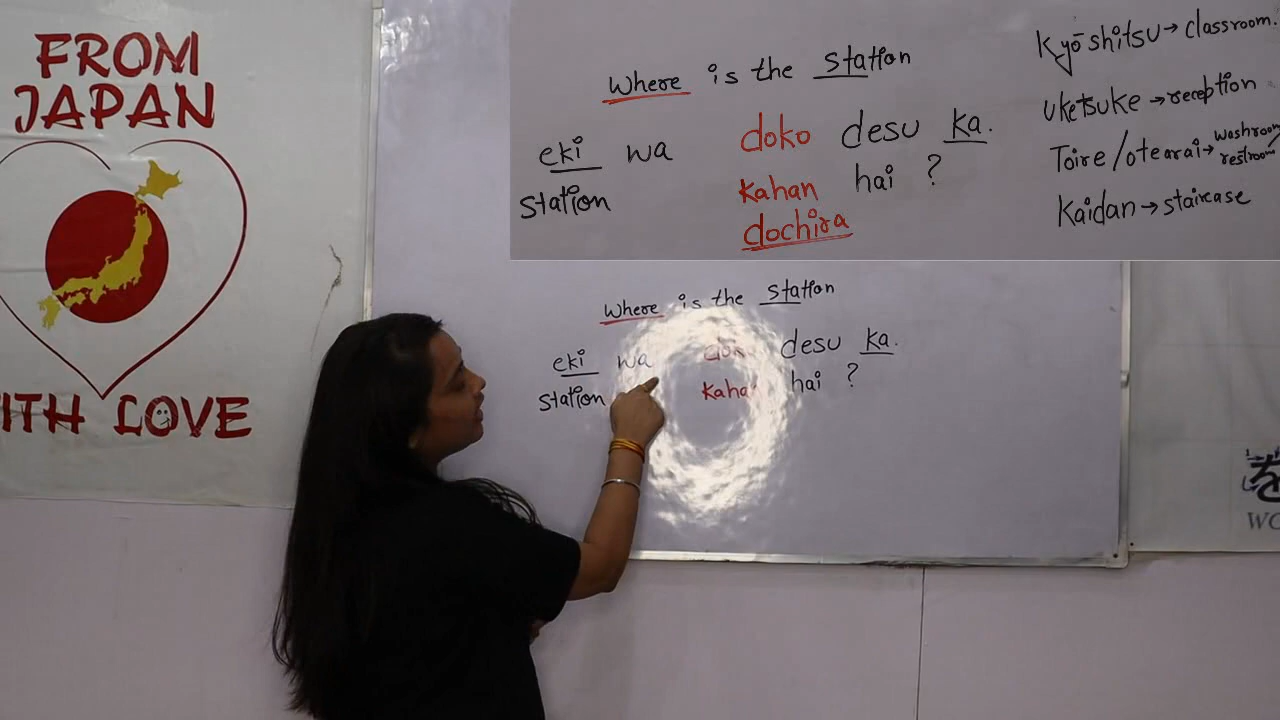 FROM
JAPAN
ITH LOVE
Where is the station
eki wa doko desu ka.
station kahan hai ?
dochira
Kyōshitsu → classroom.
Uketsuke → reception
Toire/otearai → washroom/
restroom
Kaidan → staircase
Where is the station
eki wa dok desu ka.
station kahan hai ?
を
WO